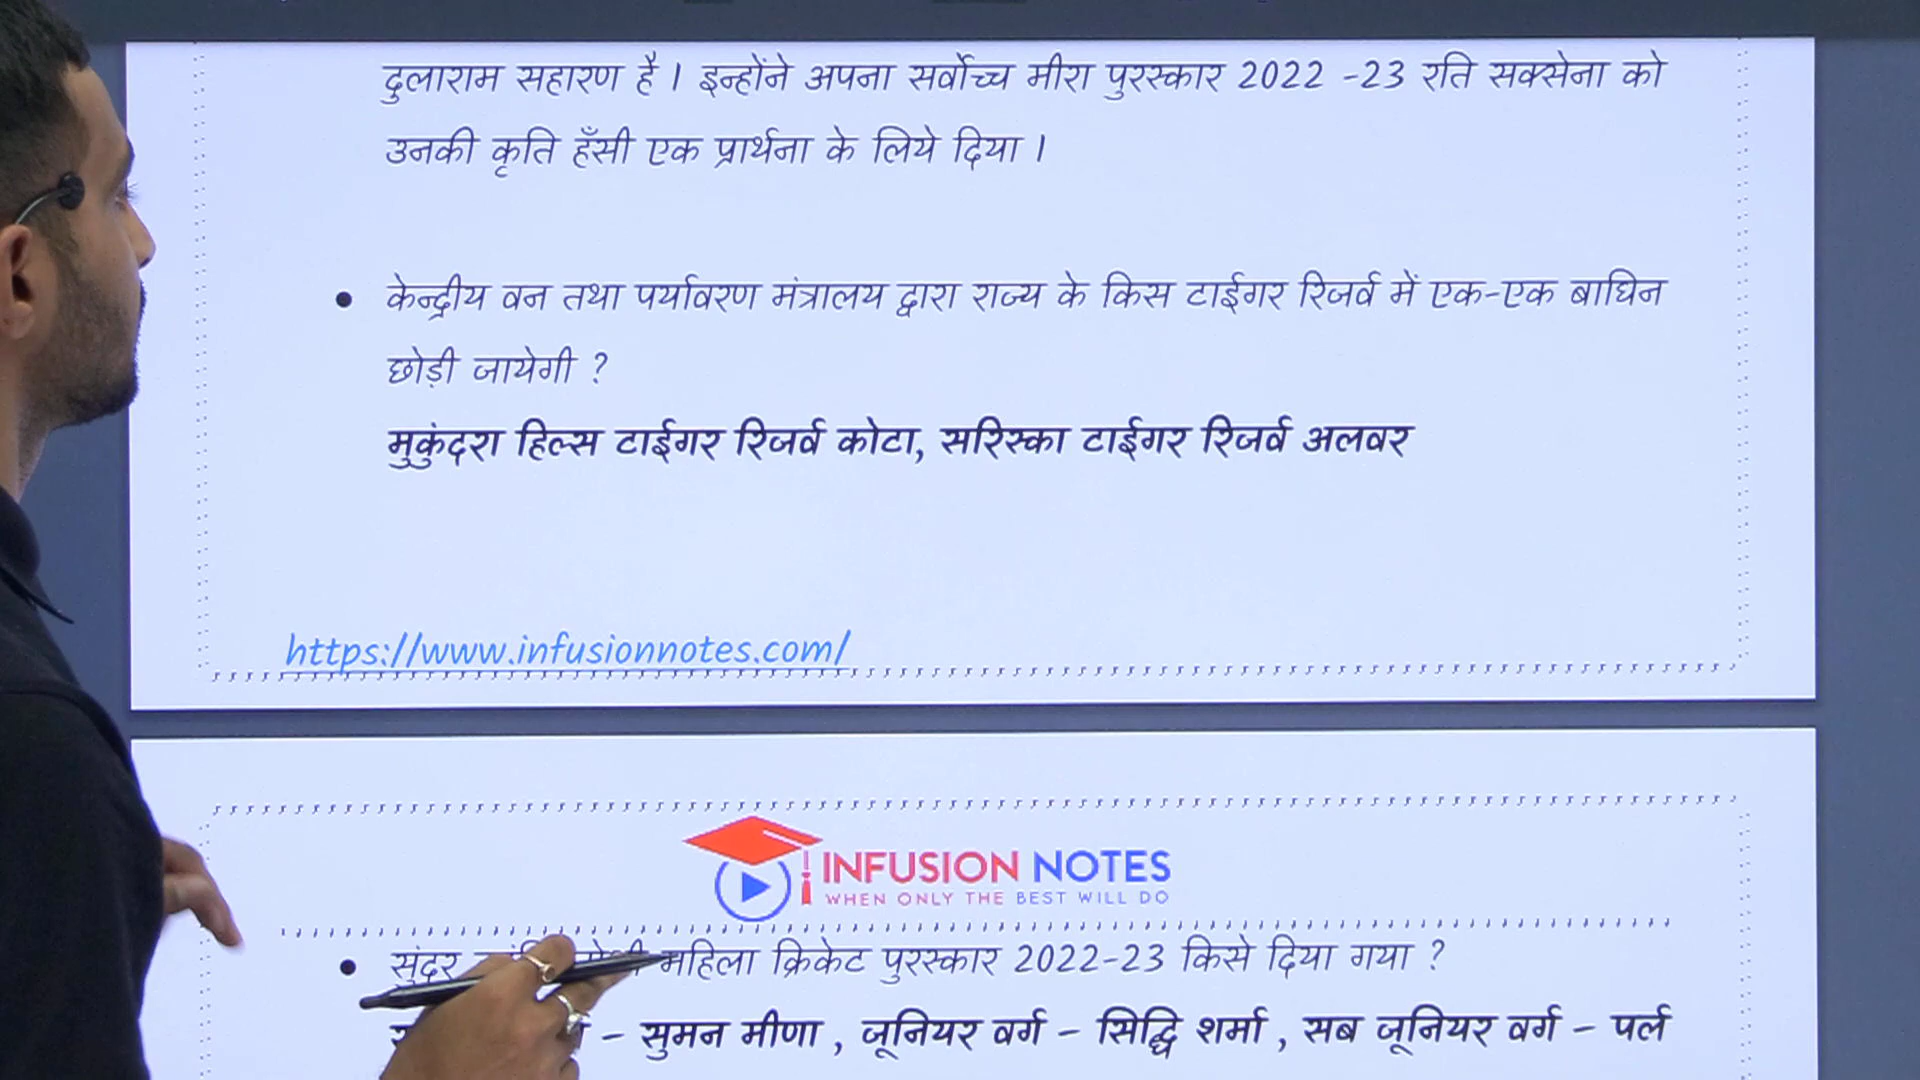 दुलाराम सहारण है । इन्होंने अपना सर्वोच्च मीरा पुरस्कार 2022 -23 रति सक्सेना को
उनकी कृति हँसी एक प्रार्थना के लिये दिया ।
• केन्द्रीय वन तथा पर्यावरण मंत्रालय द्वारा राज्य के किस टाईगर रिजर्व में एक-एक बाघिन
छोड़ी जायेगी ?
मुकुंदरा हिल्स टाईगर रिजर्व कोटा, सरिस्का टाईगर रिजर्व अलवर
https://www.infusionnotes.com/
INFUSION NOTES
WHEN ONLY THE BEST WILL DO
• सुंदर महिला क्रिकेट पुरस्कार 2022-23 किसे दिया गया ?
– सुमन मीणा , जूनियर वर्ग – सिद्धि शर्मा , सब जूनियर वर्ग – पर्ल